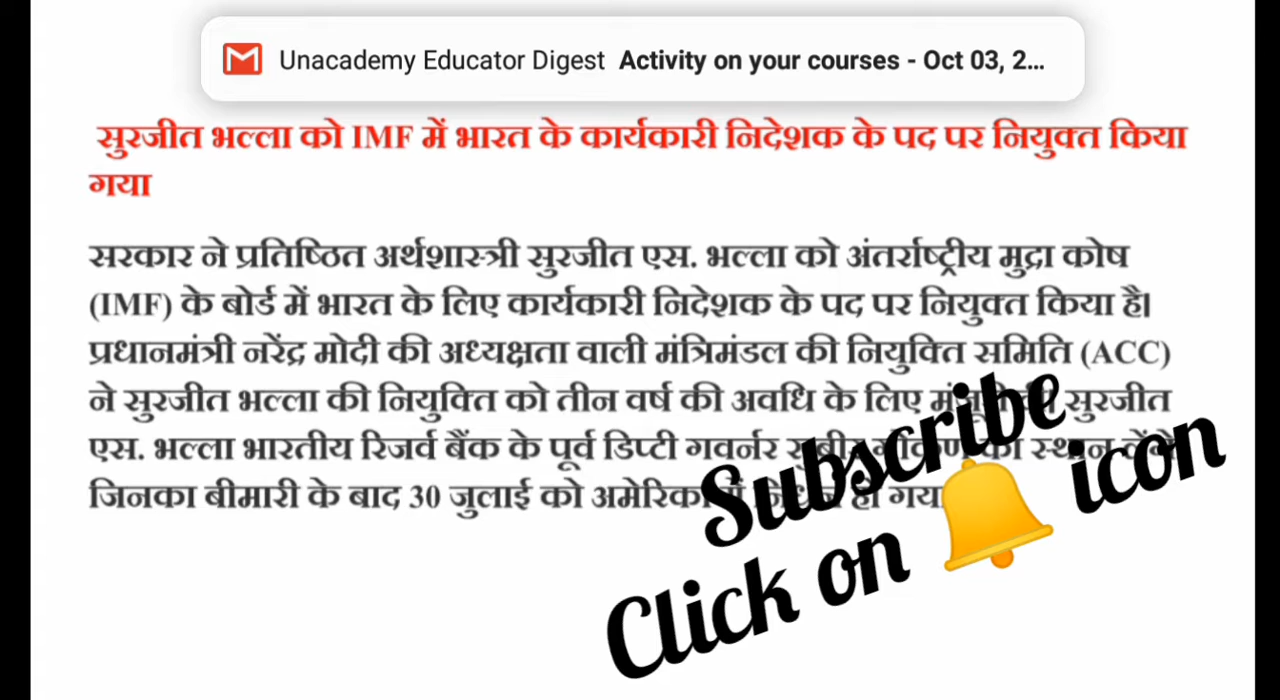 Unacademy Educator Digest Activity on your courses - Oct 03, 2...
सुरजीत भल्ला को IMF में भारत के कार्यकारी निदेशक के पद पर नियुक्त किया
गया
सरकार ने प्रतिष्ठित अर्थशास्त्री सुरजीत एस. भल्ला को अंतर्राष्ट्रीय मुद्रा कोष
(IMF) के बोर्ड में भारत के लिए कार्यकारी निदेशक के पद पर नियुक्त किया है।
प्रधानमंत्री नरेंद्र मोदी की अध्यक्षता वाली मंत्रिमंडल की नियुक्ति समिति (ACC)
ने सुरजीत भल्ला की नियुक्ति को तीन वर्ष की अवधि के लिए सुरजीत
एस. भल्ला भारतीय रिजर्व बैंक के पूर्व डिप्टी गवर्नर का स्थान लेंगे
जिनका बीमारी के बाद 30 जुलाई को अमेरिका हो गया
Subscribe
Click on icon